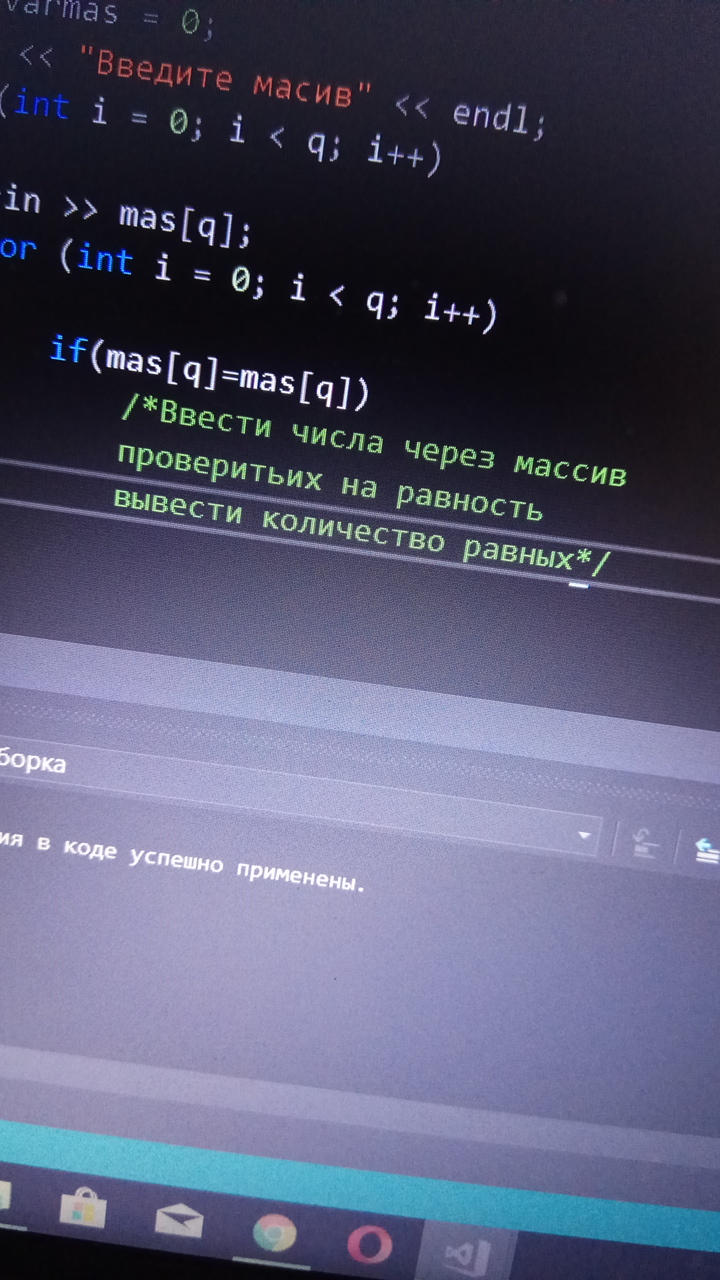 varmas = 0;
<< "Введите масив" << endl;
(int i = 0; i < q; i++)
in >> mas[q];
or (int i = 0; i < q; i++)
if(mas[q]=mas[q])
/*Ввести числа через массив
проверитьих на равность
вывести количество равных*/
борка
ия в коде успешно применены.